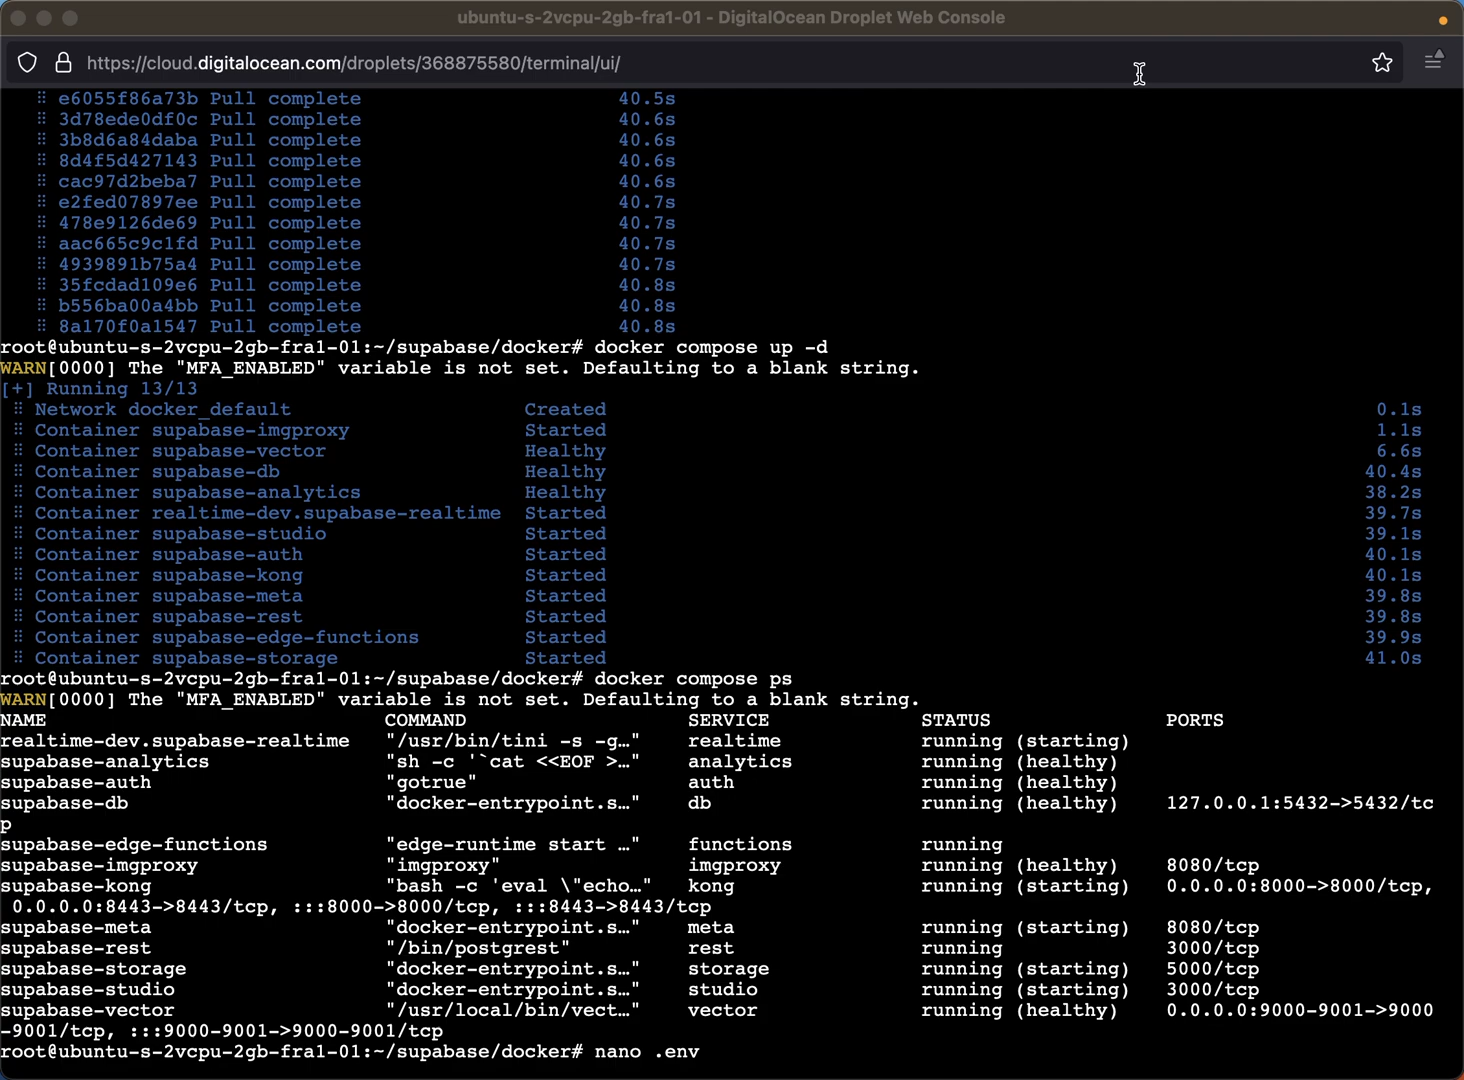 ubuntu-s-2vcpu-2gb-fra1-01 - DigitalOcean Droplet Web Console
https://cloud.digitalocean.com/droplets/368875580/terminal/ui/
e6055f86a73b Pull complete 40.5s
3d78ede0df0c Pull complete 40.6s
3b8d6a84daba Pull complete 40.6s
8d4f5d427143 Pull complete 40.6s
cac97d2beba7 Pull complete 40.6s
e2fed07897ee Pull complete 40.7s
478e9126de69 Pull complete 40.7s
aac665c9c1fd Pull complete 40.7s
4939891b75a4 Pull complete 40.7s
35fcdad109e6 Pull complete 40.8s
b556ba00a4bb Pull complete 40.8s
8a170f0a1547 Pull complete 40.8s
root@ubuntu-s-2vcpu-2gb-fra1-01:~/supabase/docker# docker compose up -d
WARN[0000] The "MFA_ENABLED" variable is not set. Defaulting to a blank string.
[+] Running 13/13
Network docker_default Created 0.1s
Container supabase-imgproxy Started 1.1s
Container supabase-vector Healthy 6.6s
Container supabase-db Healthy 40.4s
Container supabase-analytics Healthy 38.2s
Container realtime-dev.supabase-realtime Started 39.7s
Container supabase-studio Started 39.1s
Container supabase-auth Started 40.1s
Container supabase-kong Started 40.1s
Container supabase-meta Started 39.8s
Container supabase-rest Started 39.8s
Container supabase-edge-functions Started 39.9s
Container supabase-storage Started 41.0s
root@ubuntu-s-2vcpu-2gb-fra1-01:~/supabase/docker# docker compose ps
WARN[0000] The "MFA_ENABLED" variable is not set. Defaulting to a blank string.
NAME COMMAND SERVICE STATUS PORTS
realtime-dev.supabase-realtime "/usr/bin/tini -s -g…" realtime running (starting)
supabase-analytics "sh -c '`cat <<EOF >…" analytics running (healthy)
supabase-auth "gotrue" auth running (healthy)
supabase-db "docker-entrypoint.s…" db running (healthy) 127.0.0.1:5432->5432/tc
p
supabase-edge-functions "edge-runtime start …" functions running
supabase-imgproxy "imgproxy" imgproxy running (healthy) 8080/tcp
supabase-kong "bash -c 'eval \"echo…" kong running (starting) 0.0.0.0:8000->8000/tcp,
0.0.0.0:8443->8443/tcp, :::8000->8000/tcp, :::8443->8443/tcp
supabase-meta "docker-entrypoint.s…" meta running (starting) 8080/tcp
supabase-rest "/bin/postgrest" rest running 3000/tcp
supabase-storage "docker-entrypoint.s…" storage running (starting) 5000/tcp
supabase-studio "docker-entrypoint.s…" studio running (starting) 3000/tcp
supabase-vector "/usr/local/bin/vect…" vector running (healthy) 0.0.0.0:9000-9001->9000
-9001/tcp, :::9000-9001->9000-9001/tcp
root@ubuntu-s-2vcpu-2gb-fra1-01:~/supabase/docker# nano .env